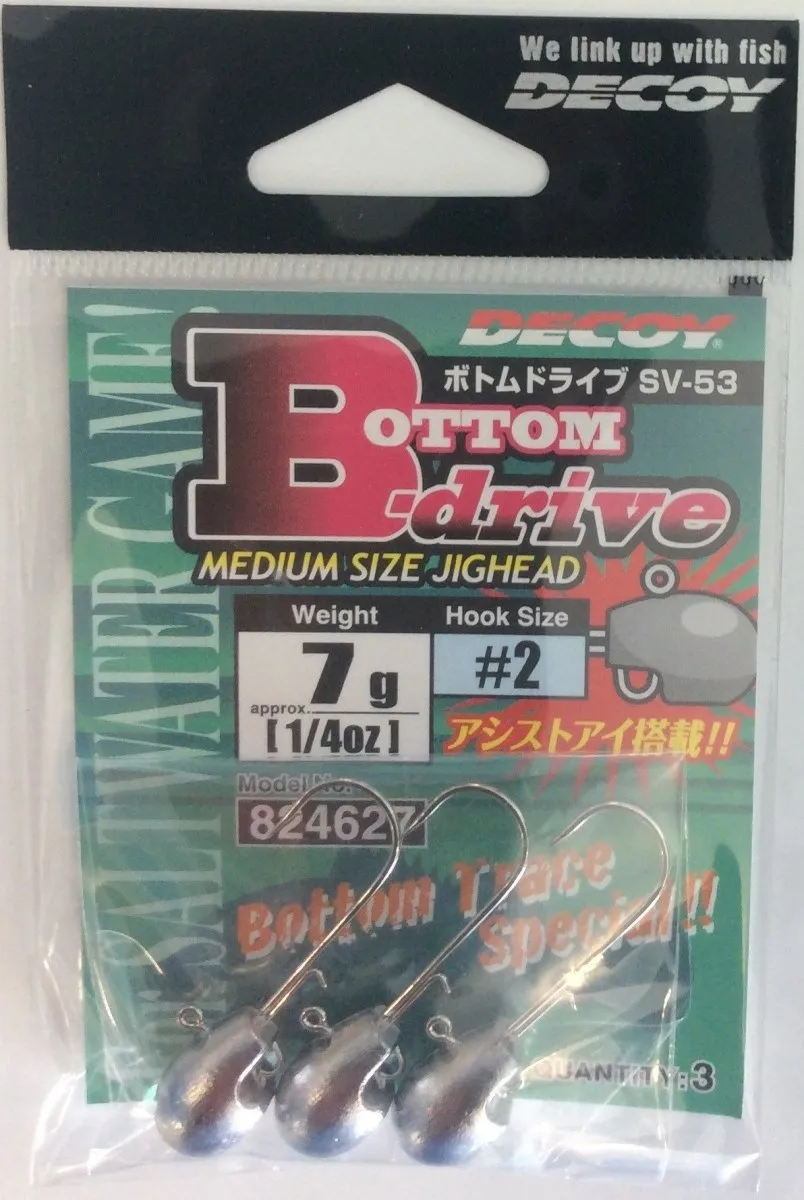 We link up with fish
DECOY
DECOY®
ボトムドライブ SV-53
BOTTOM
-drive
MEDIUM SIZE JIGHEAD
Weight
7g
approx.
[1/4oz]
Hook Size
#2
アシストアイ搭載!!
Model No.
824627
Bottom Trace
Special!!
SALTWATER GAME!
QUANTITY:3